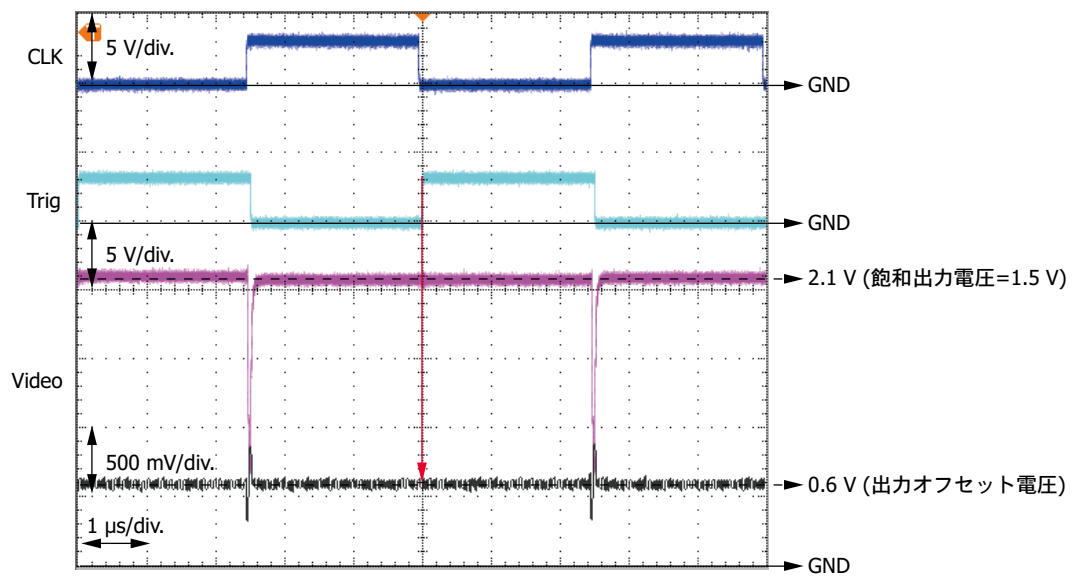 CLK
5 V/div.
GND
Trig
GND
5 V/div.
2.1 V (飽和出力電圧=1.5 V)
Video
500 mV/div.
0.6 V (出力オフセット電圧)
1 μs/div.
GND